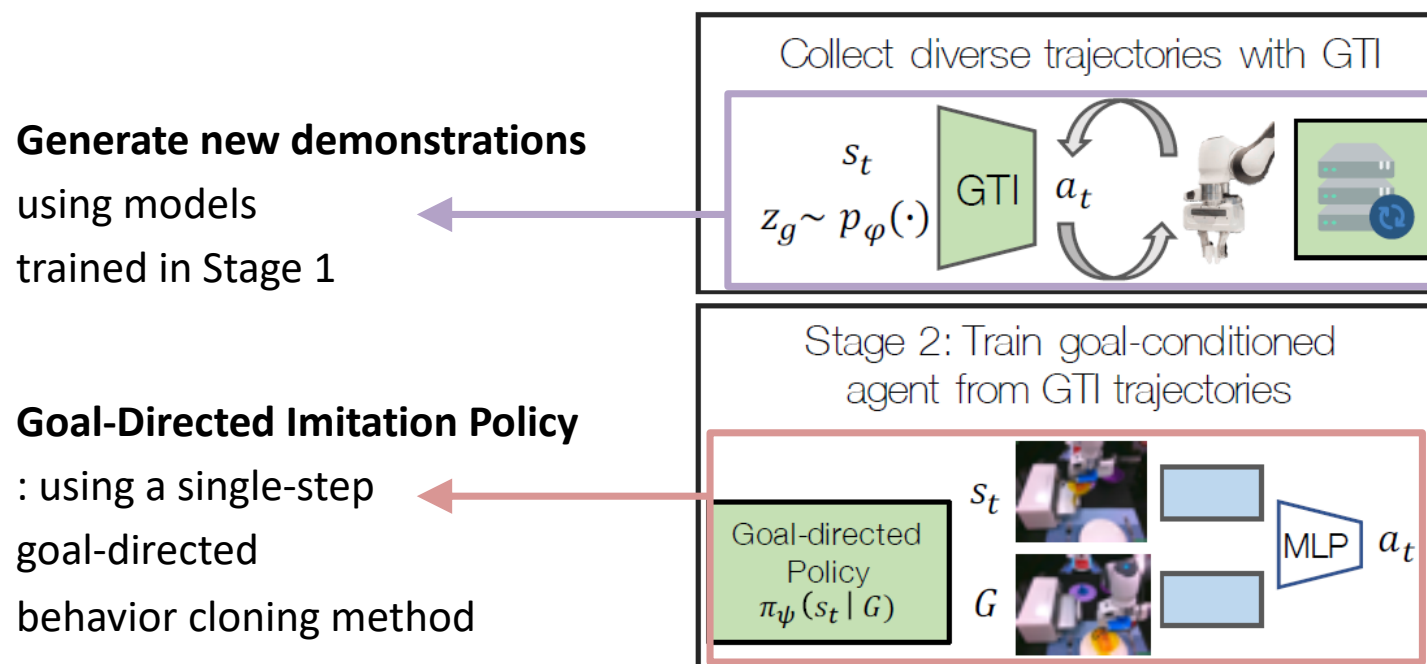 Collect diverse trajectories with GTI
Generate new demonstrations
using models
trained in Stage 1
s_t
z_g~ p_φ(·)
GTI
a_t
Stage 2: Train goal-conditioned
agent from GTI trajectories
Goal-Directed Imitation Policy
: using a single-step
goal-directed
behavior cloning method
Goal-directed
Policy
π_ψ(s_t | G)
s_t
G
MLP
a_t